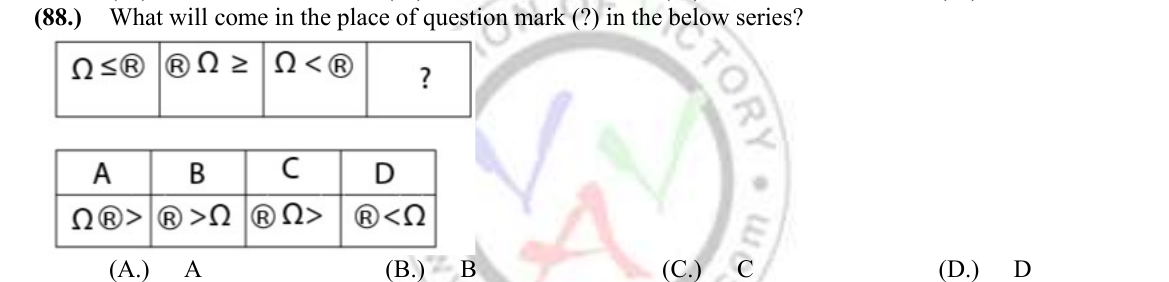 (88.) What will come in the place of question mark (?) in the below series?
Ω ≤ ® ® Ω ≥ Ω < ® ?
A B C D
Ω ® > ® > Ω ® Ω > ® < Ω
(A.) A (B.) B (C.) C (D.) D